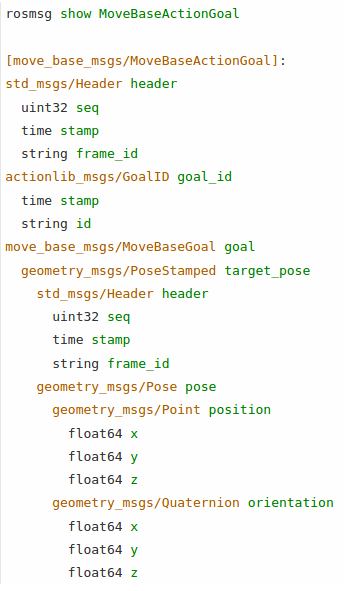 rosmsg show MoveBaseActionGoal

[move_base_msgs/MoveBaseActionGoal]:
std_msgs/Header header
  uint32 seq
  time stamp
  string frame_id
actionlib_msgs/GoalID goal_id
  time stamp
  string id
move_base_msgs/MoveBaseGoal goal
  geometry_msgs/PoseStamped target_pose
    std_msgs/Header header
      uint32 seq
      time stamp
      string frame_id
    geometry_msgs/Pose pose
      geometry_msgs/Point position
        float64 x
        float64 y
        float64 z
      geometry_msgs/Quaternion orientation
        float64 x
        float64 y
        float64 z